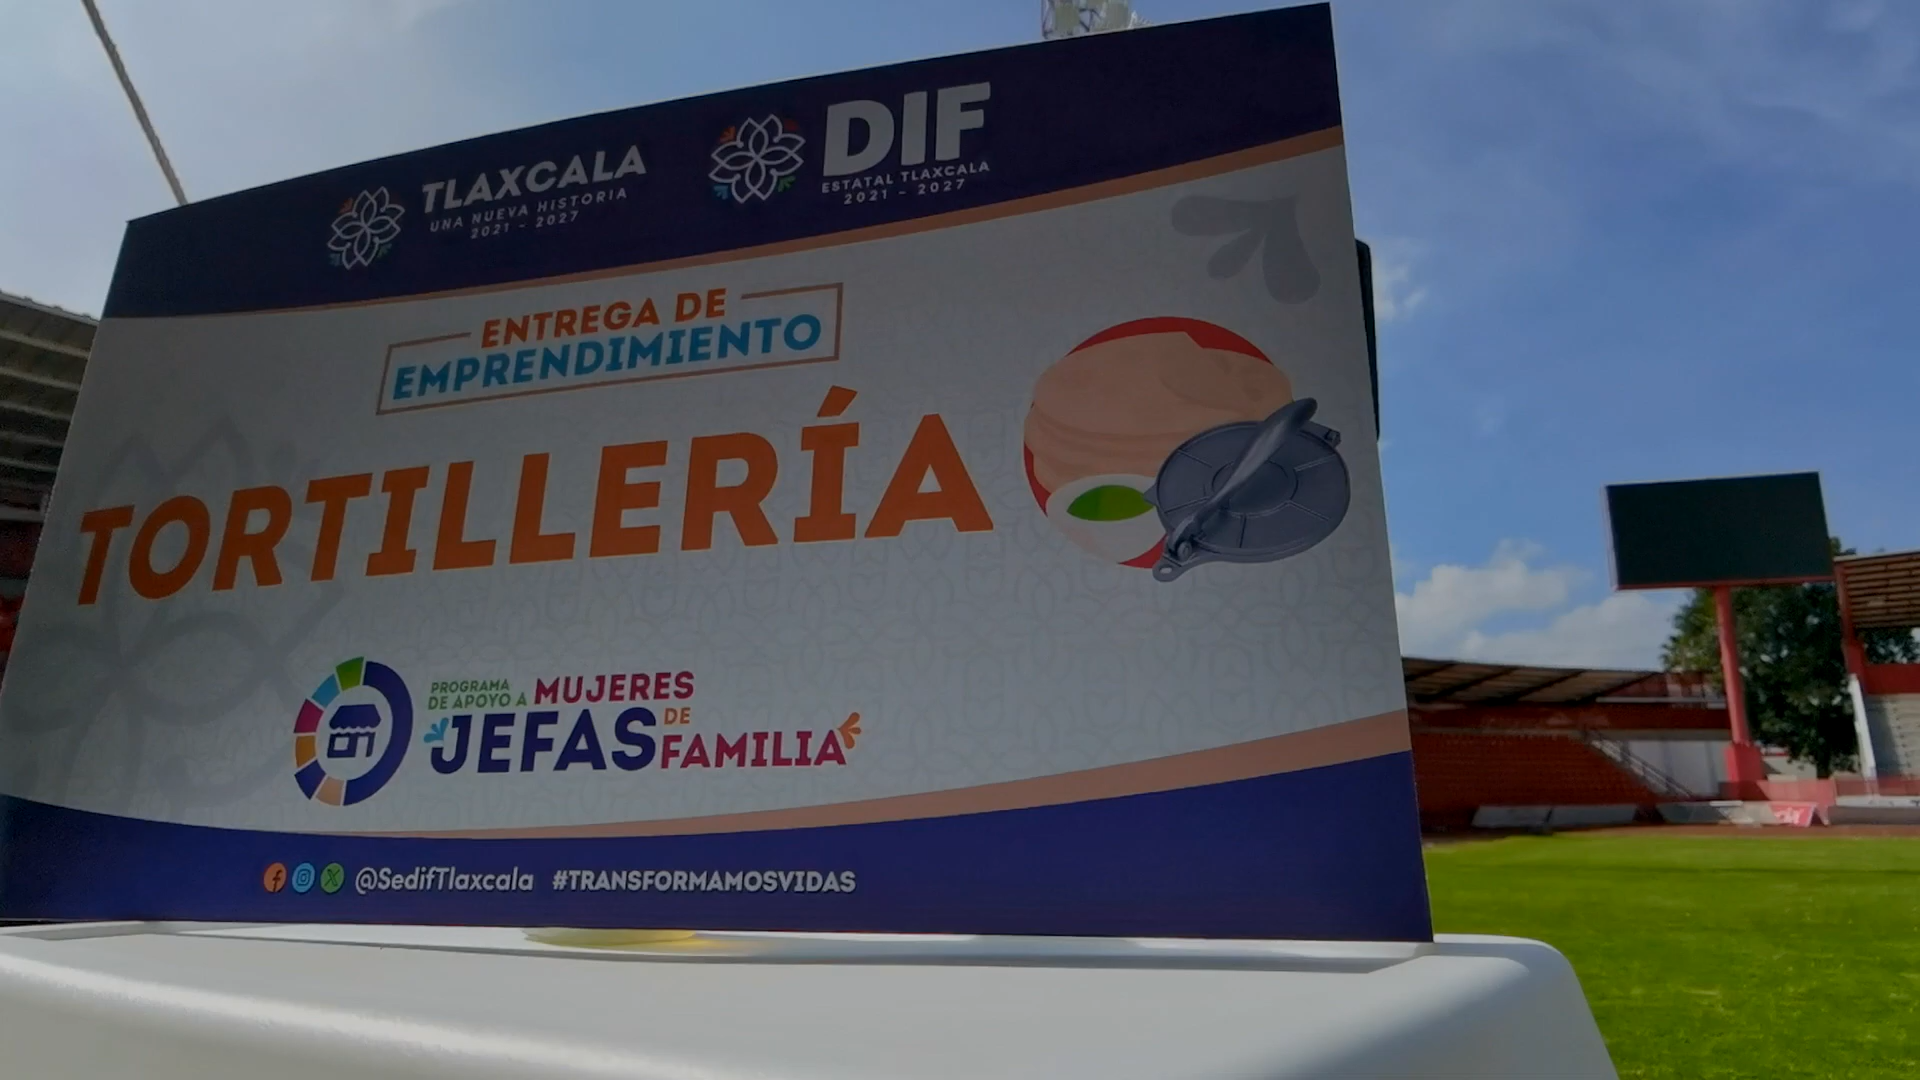 TLAXCALA
UNA NUEVA HISTORIA
2021 - 2027
DIF
ESTATAL TLAXCALA
2021 - 2027
ENTREGA DE
EMPRENDIMIENTO
TORTILLERÍA
PROGRAMA
DE APOYO A MUJERES
JEFAS DE
FAMILIA
@SedifTlaxcala #TRANSFORMAMOSVIDAS